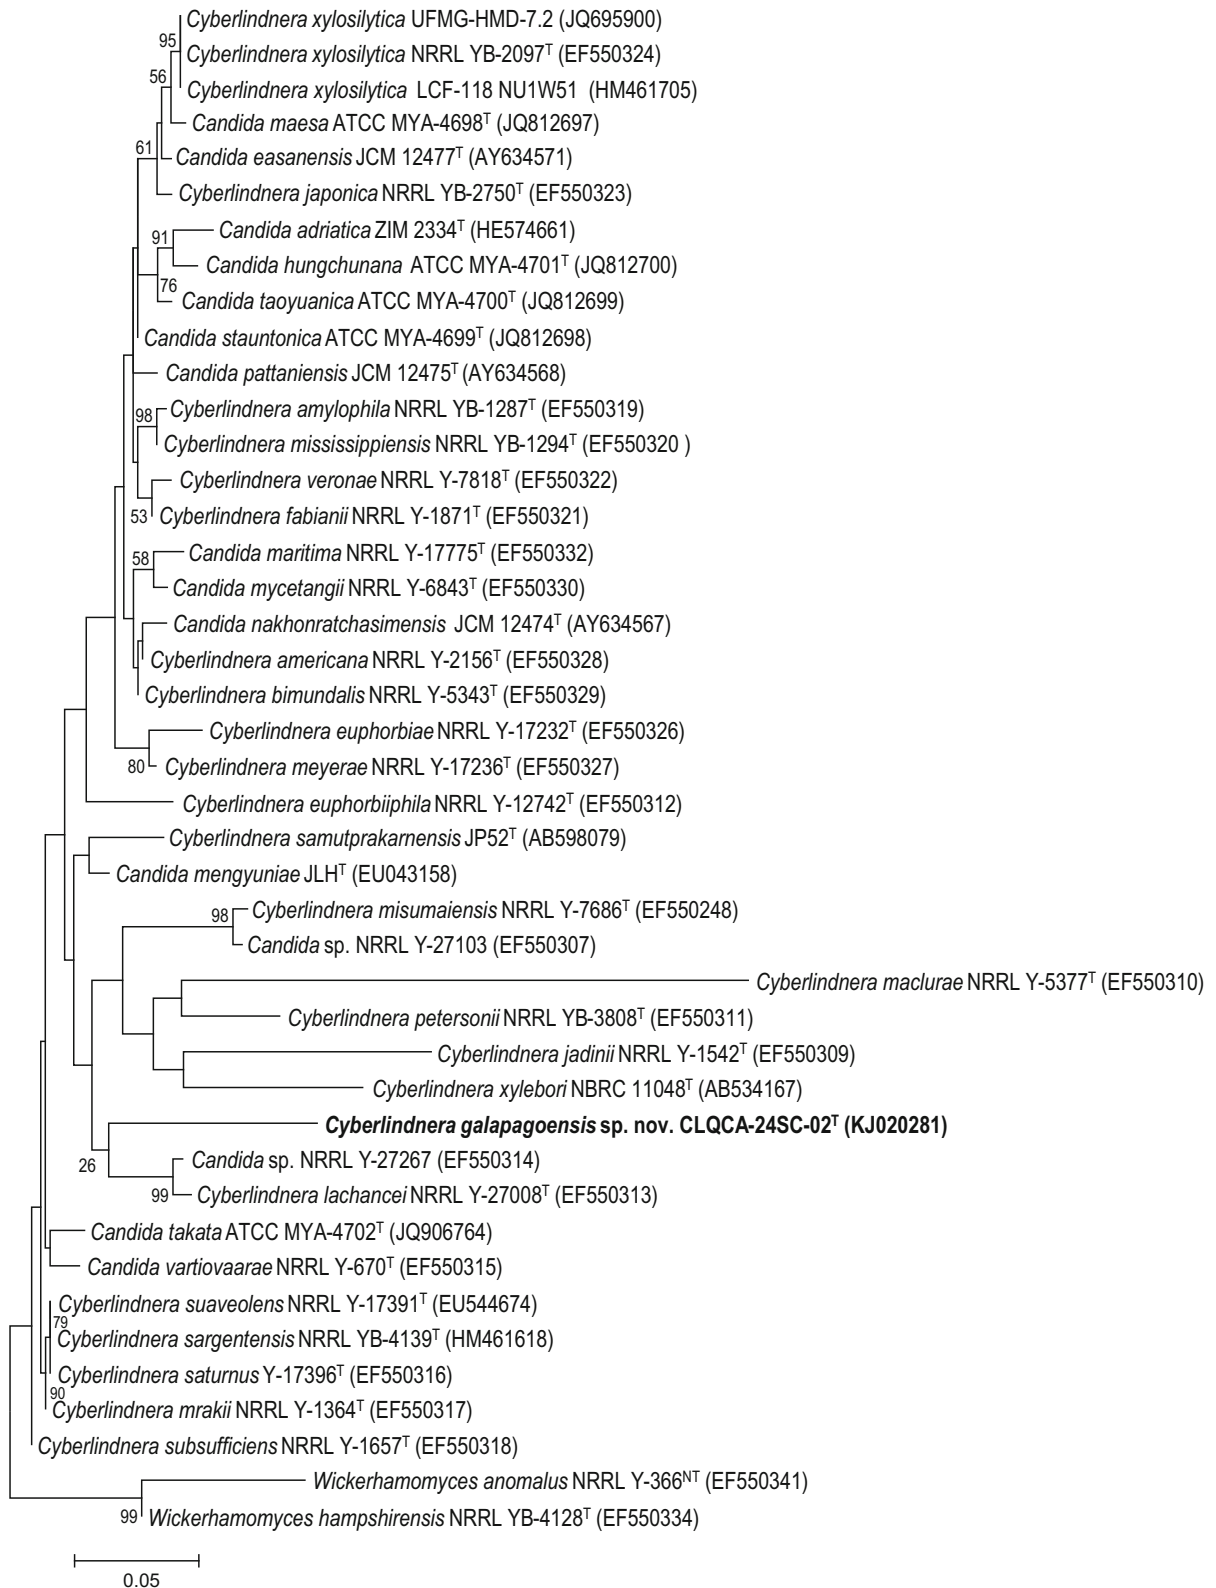 Cyberlindnera xylosilytica UFMG-HMD-7.2 (JQ695900)
95
Cyberlindnera xylosilytica NRRL YB-2097ᵀ (EF550324)
56
Cyberlindnera xylosilytica LCF-118 NU1W51 (HM461705)
Candida maesa ATCC MYA-4698ᵀ (JQ812697)
61
Candida easanensis JCM 12477ᵀ (AY634571)
Cyberlindnera japonica NRRL YB-2750ᵀ (EF550323)
Candida adriatica ZIM 2334ᵀ (HE574661)
91
Candida hungchunana ATCC MYA-4701ᵀ (JQ812700)
76
Candida taoyuanica ATCC MYA-4700ᵀ (JQ812699)
Candida stauntonica ATCC MYA-4699ᵀ (JQ812698)
Candida pattaniensis JCM 12475ᵀ (AY634568)
Cyberlindnera amylophila NRRL YB-1287ᵀ (EF550319)
98
Cyberlindnera mississippiensis NRRL YB-1294ᵀ (EF550320 )
Cyberlindnera veronae NRRL Y-7818ᵀ (EF550322)
53
Cyberlindnera fabianii NRRL Y-1871ᵀ (EF550321)
Candida maritima NRRL Y-17775ᵀ (EF550332)
58
Candida mycetangii NRRL Y-6843ᵀ (EF550330)
Candida nakhonratchasimensis JCM 12474ᵀ (AY634567)
Cyberlindnera americana NRRL Y-2156ᵀ (EF550328)
Cyberlindnera bimundalis NRRL Y-5343ᵀ (EF550329)
Cyberlindnera euphorbiae NRRL Y-17232ᵀ (EF550326)
80
Cyberlindnera meyerae NRRL Y-17236ᵀ (EF550327)
Cyberlindnera euphorbiiphila NRRL Y-12742ᵀ (EF550312)
Cyberlindnera samutprakarnensis JP52ᵀ (AB598079)
Candida mengyuniae JLHᵀ (EU043158)
Cyberlindnera misumaiensis NRRL Y-7686ᵀ (EF550248)
98
Candida sp. NRRL Y-27103 (EF550307)
Cyberlindnera maclurae NRRL Y-5377ᵀ (EF550310)
Cyberlindnera petersonii NRRL YB-3808ᵀ (EF550311)
Cyberlindnera jadinii NRRL Y-1542ᵀ (EF550309)
Cyberlindnera xylebori NBRC 11048ᵀ (AB534167)
Cyberlindnera galapagoensis sp. nov. CLQCA-24SC-02ᵀ (KJ020281)
26
Candida sp. NRRL Y-27267 (EF550314)
99
Cyberlindnera lachancei NRRL Y-27008ᵀ (EF550313)
Candida takata ATCC MYA-4702ᵀ (JQ906764)
Candida vartiovaarae NRRL Y-670ᵀ (EF550315)
Cyberlindnera suaveolens NRRL Y-17391ᵀ (EU544674)
79
Cyberlindnera sargentensis NRRL YB-4139ᵀ (HM461618)
Cyberlindnera saturnus Y-17396ᵀ (EF550316)
90
Cyberlindnera mrakii NRRL Y-1364ᵀ (EF550317)
Cyberlindnera subsufficiens NRRL Y-1657ᵀ (EF550318)
Wickerhamomyces anomalus NRRL Y-366ᴺᵀ (EF550341)
99
Wickerhamomyces hampshirensis NRRL YB-4128ᵀ (EF550334)
0.05